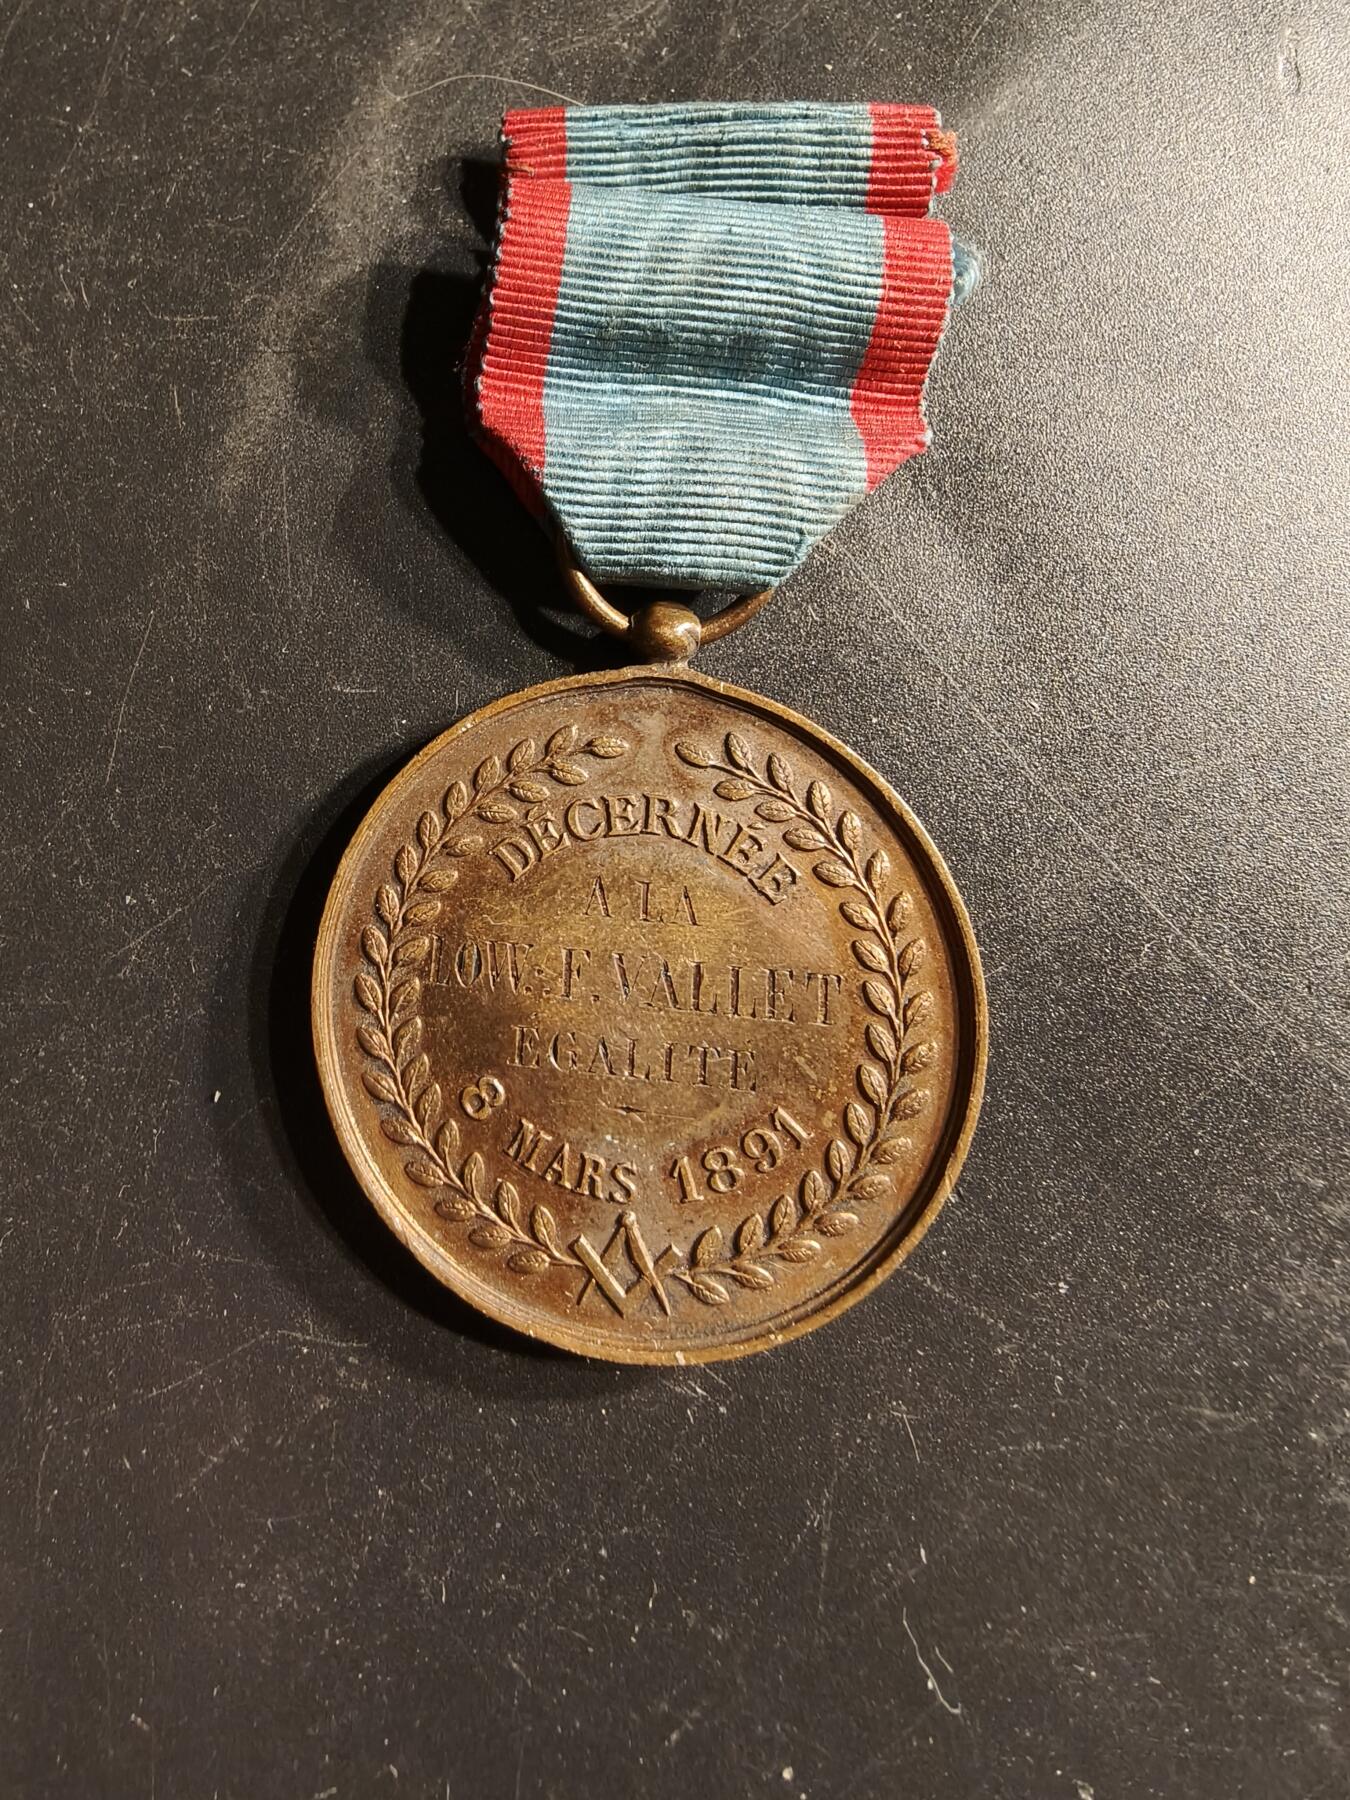 DÉCERNÉE
A LA
LOW∴ F. VALLET
ÉGALITÉ
8 MARS 1891